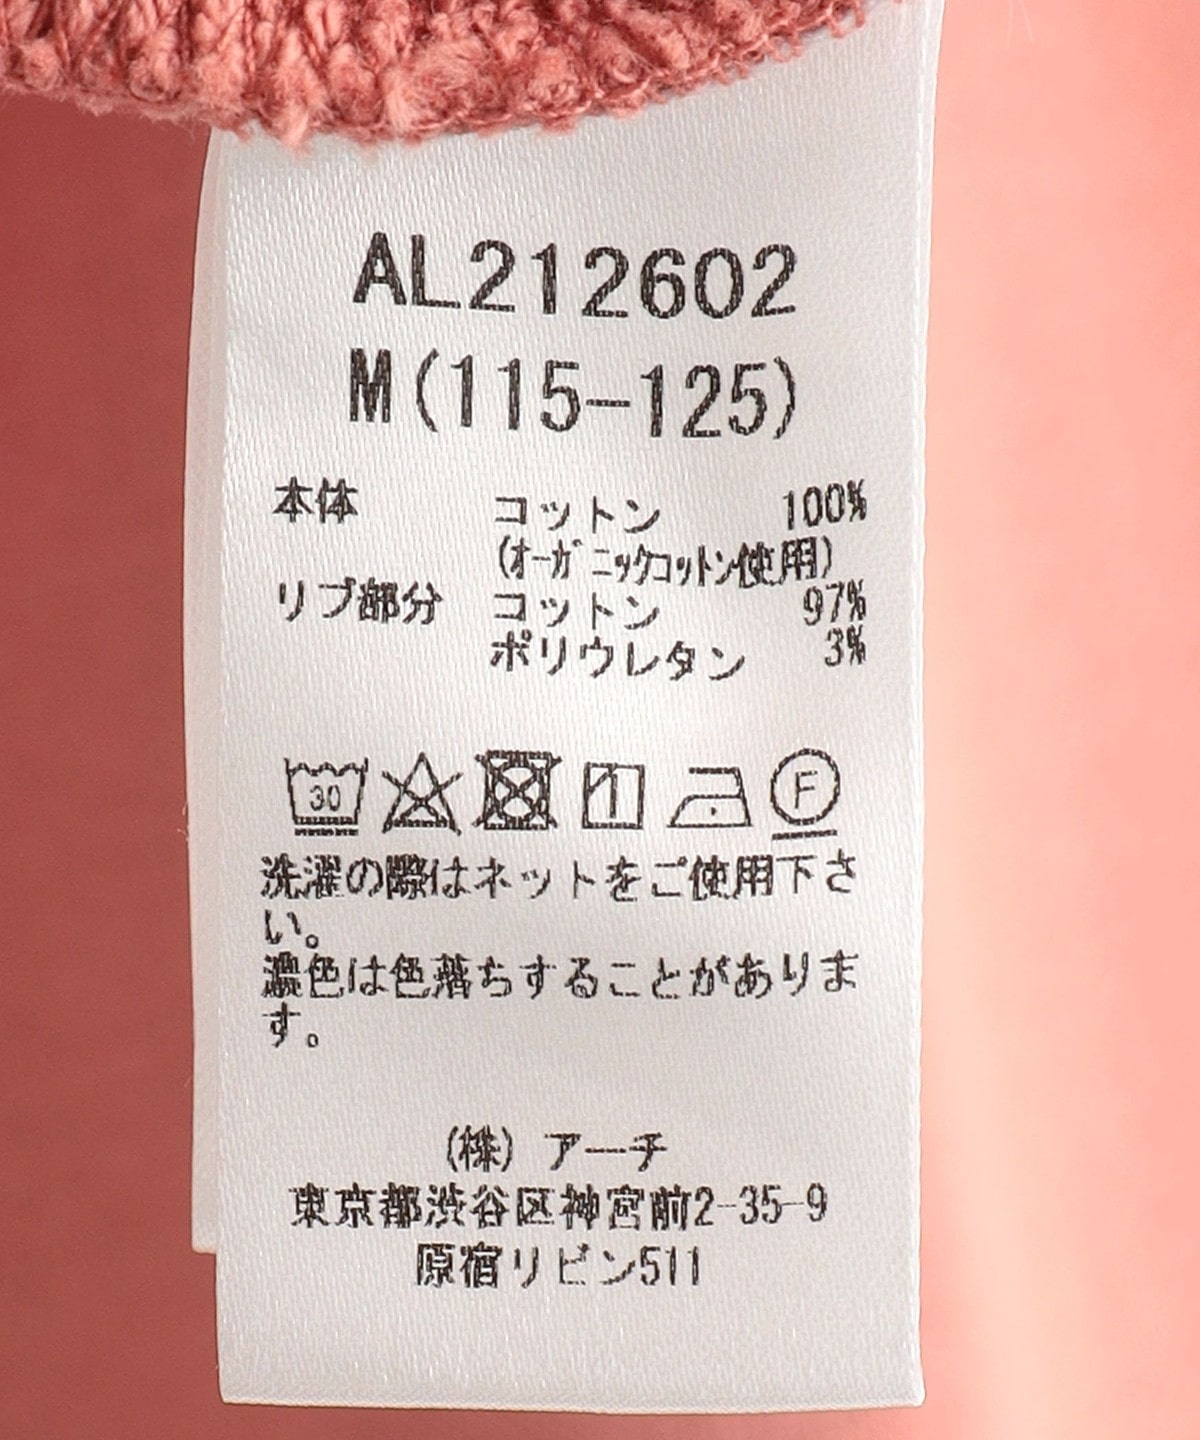 AL212602
M(115-125)
本体 コットン 100%
(オーガニックコットン使用)
リブ部分 コットン 97%
ポリウレタン 3%
30 F
洗濯の際はネットをご使用下さ
い。
濃色は色落ちすることがありま
す。
(株) アーチ
東京都渋谷区神宮前2-35-9
原宿リビン511